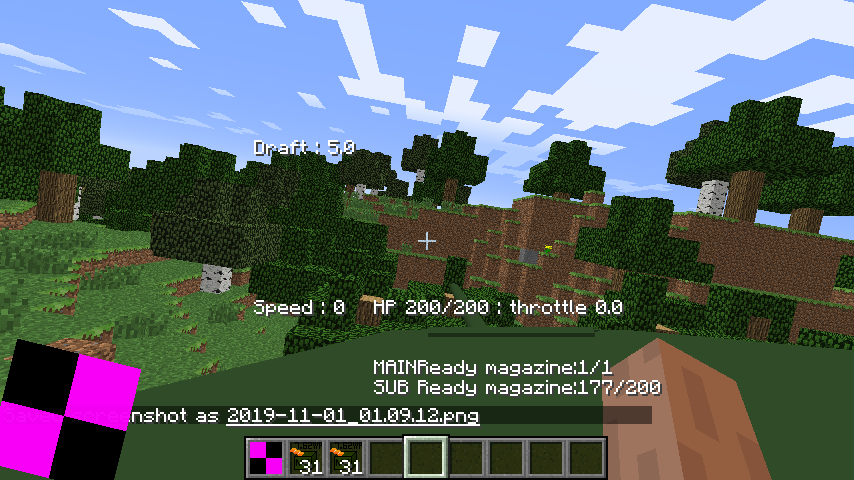 Draft : 5.0
Speed : 0 HP 200/200 : throttle 0.0
MAINReady magazine:1/1
SUB Ready magazine:177/200
screenshot as 2019-11-01_01.09.12.png
31 31